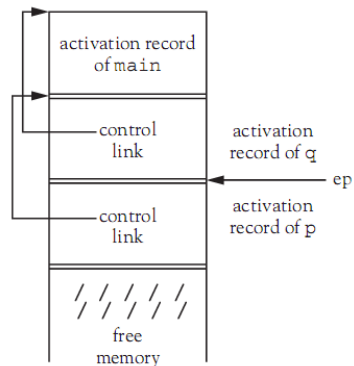 activation record
of main
control
link
activation
record of q
ep
control
link
activation
record of p
free
memory